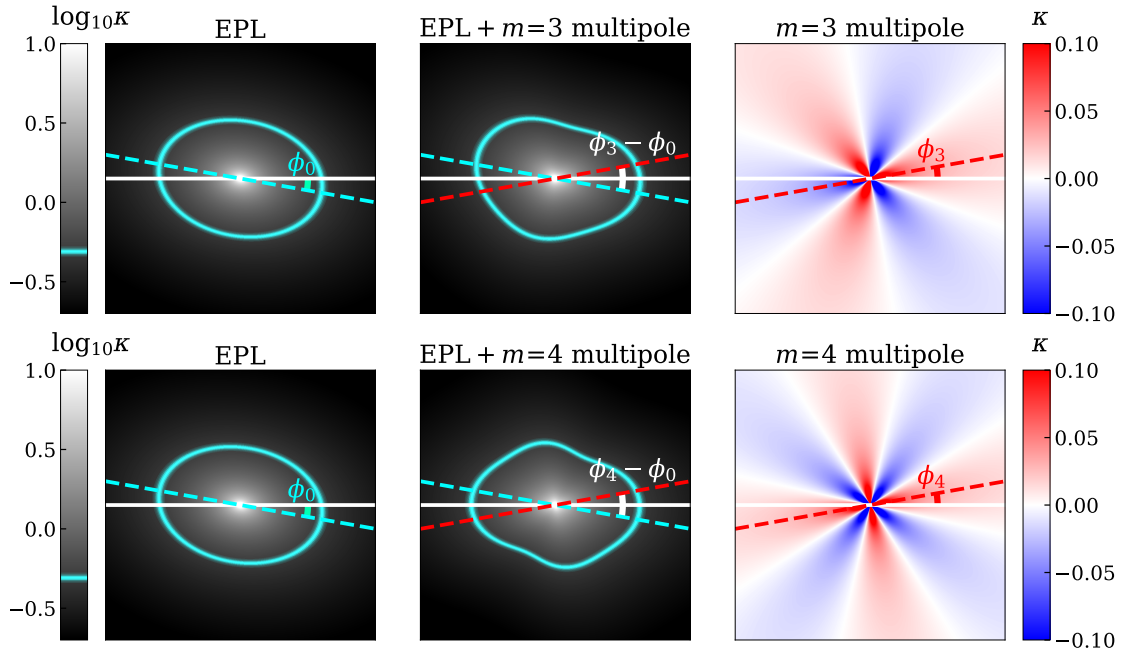 log₁₀κ
EPL
EPL + m=3 multipole
m=3 multipole
κ
1.0
0.5
0.0
−0.5
ϕ₀
ϕ₃ − ϕ₀
ϕ₃
0.10
0.05
0.00
−0.05
−0.10
log₁₀κ
EPL
EPL + m=4 multipole
m=4 multipole
κ
1.0
0.5
0.0
−0.5
ϕ₀
ϕ₄ − ϕ₀
ϕ₄
0.10
0.05
0.00
−0.05
−0.10